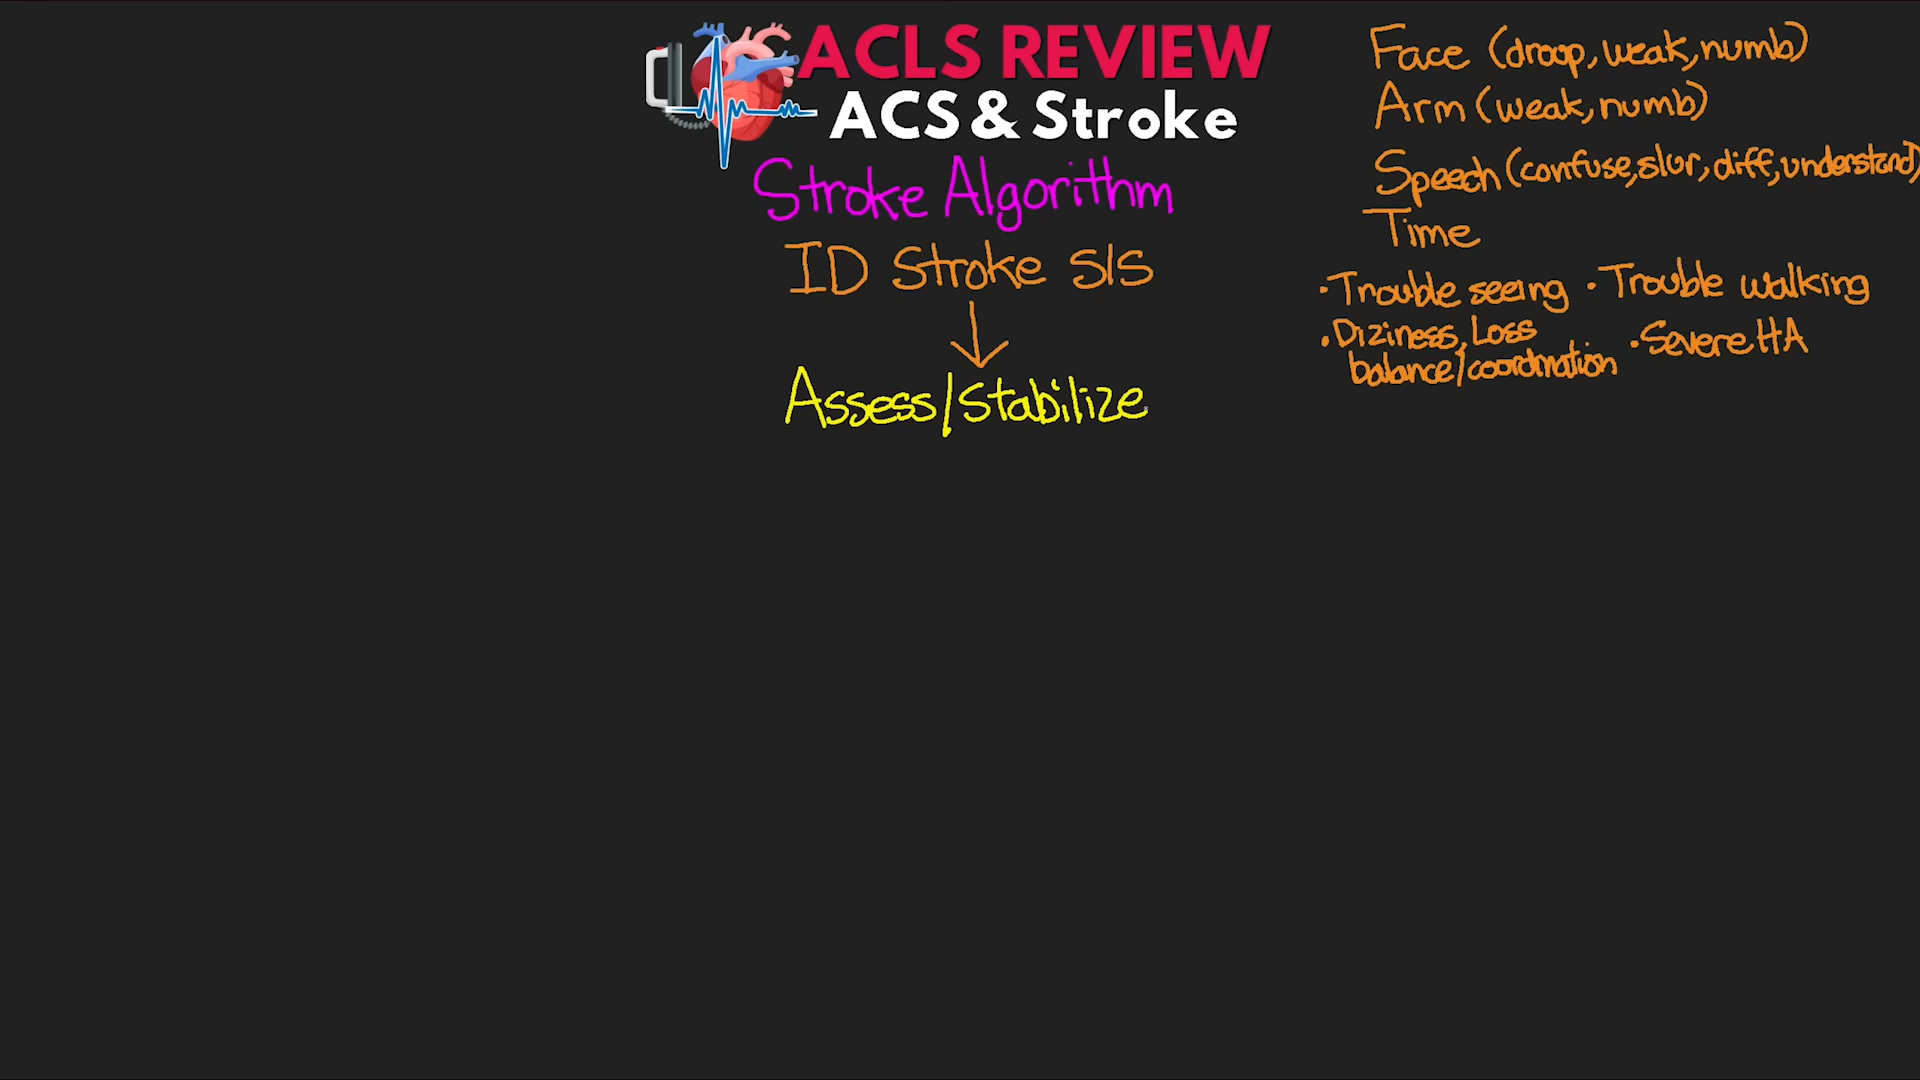 ACLS REVIEW
ACS & Stroke
Stroke Algorithm
ID Stroke S/S
Assess/Stabilize
Face (droop, weak, numb)
Arm (weak, numb)
Speech (confuse, slur, diff, understand)
Time
• Trouble seeing • Trouble walking
• Diziness, Loss balance/coordination • Severe HA